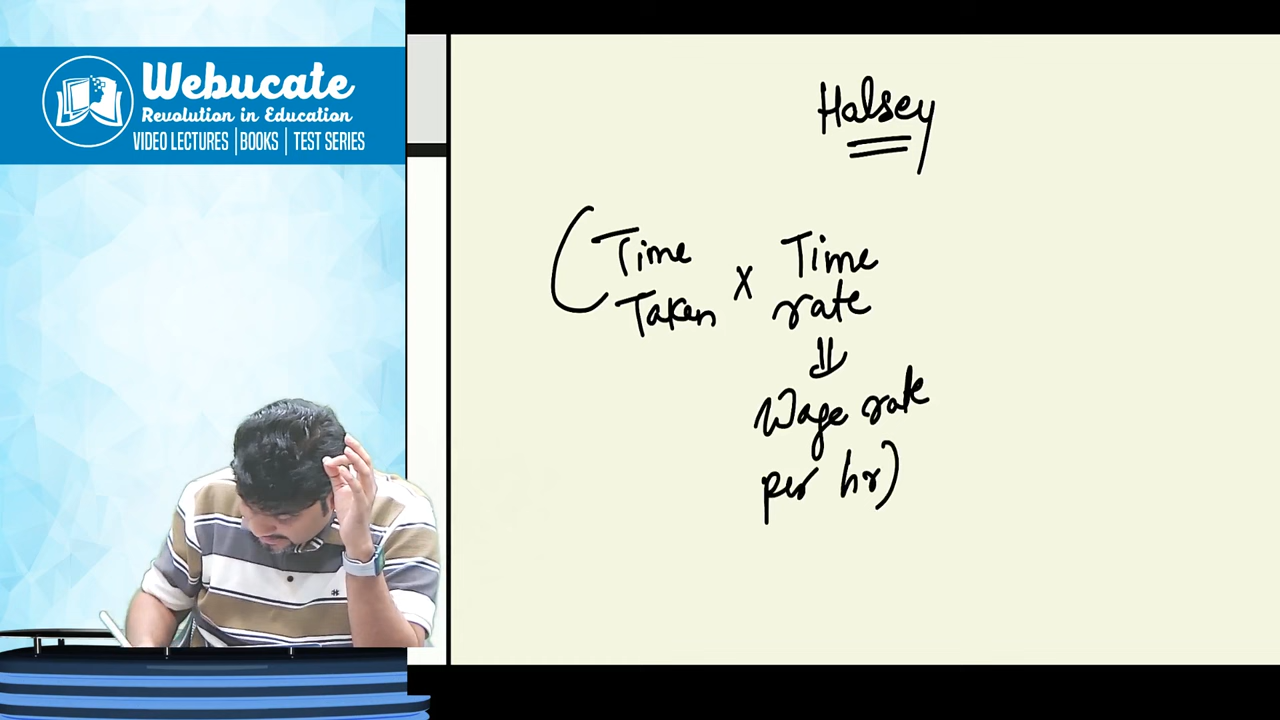 Webucate
Revolution in Education
VIDEO LECTURES | BOOKS | TEST SERIES
Halsey
(Time Taken x Time rate
⇓
Wage rate
per hr)